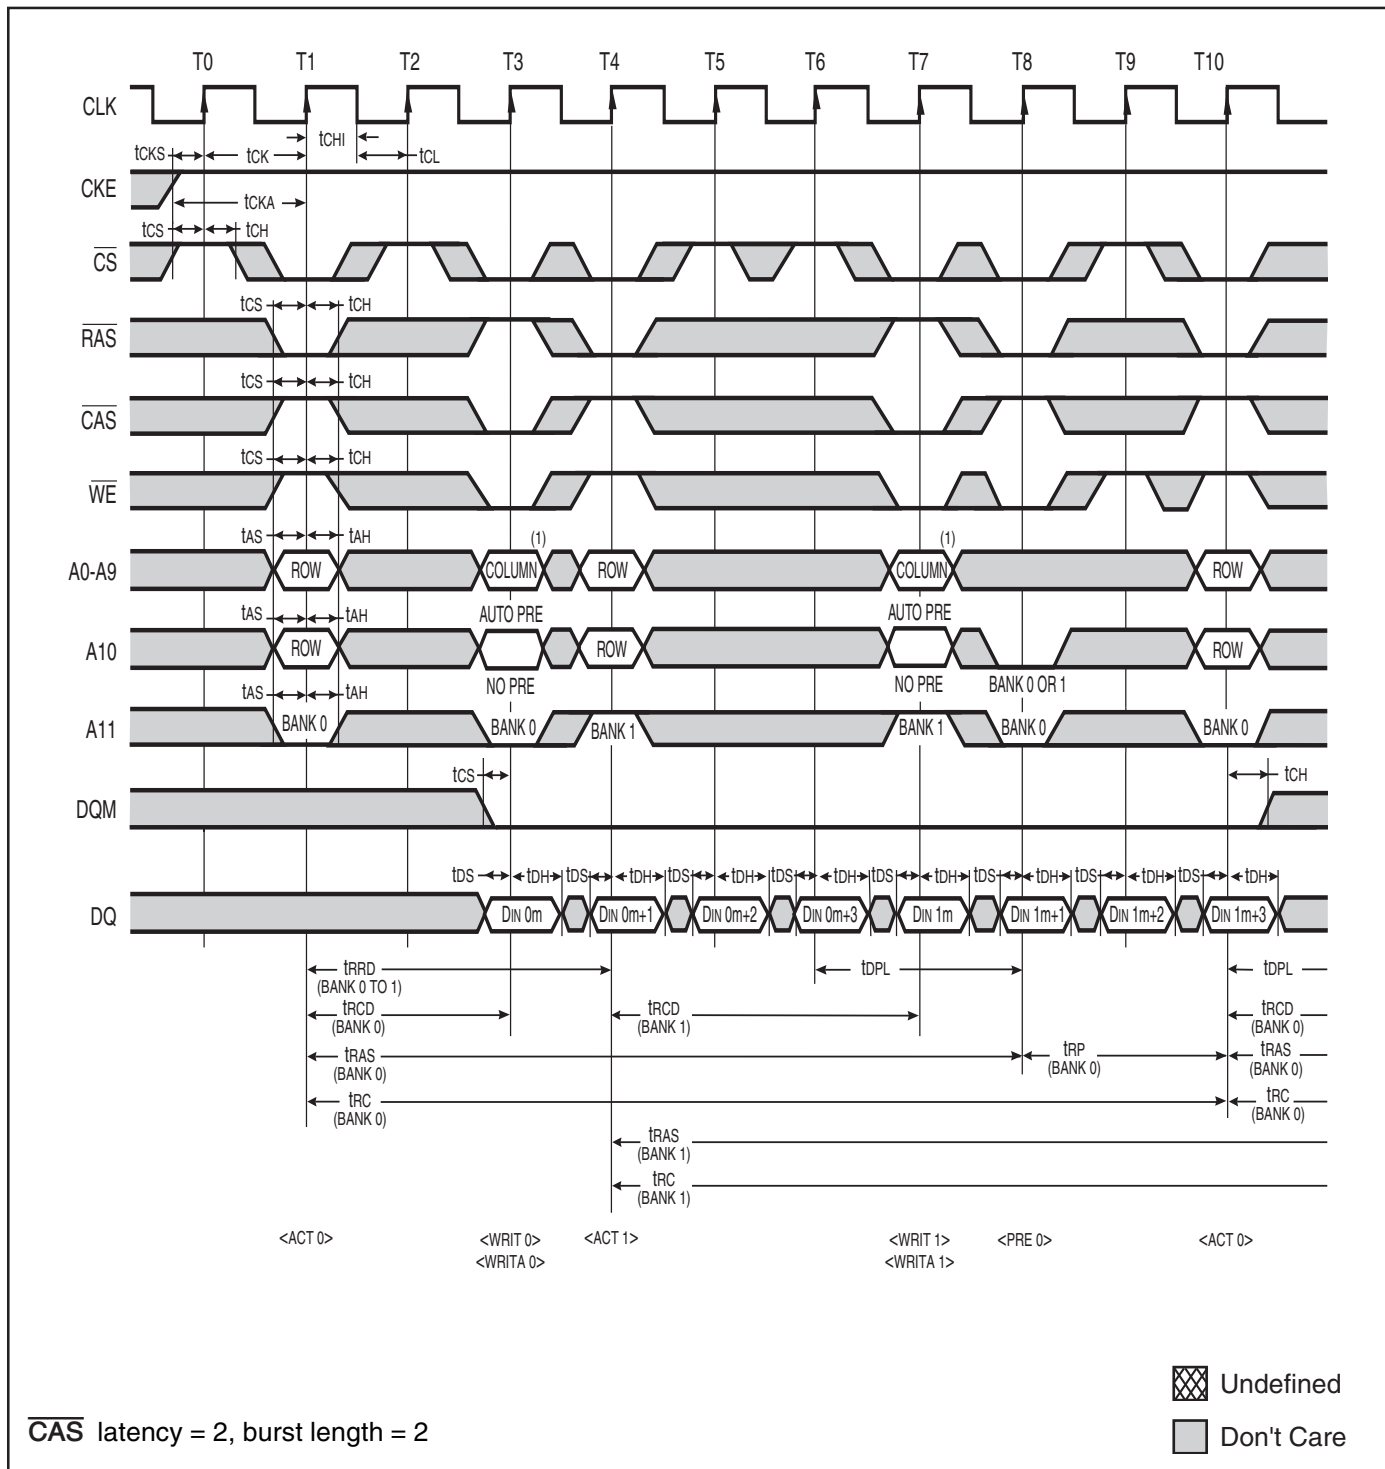 T0 T1 T2 T3 T4 T5 T6 T7 T8 T9 T10
CLK
tCHI
tCKS tCK tCL
CKE
tCKA
tCS tCH
CS
tCS tCH
RAS
tCS tCH
CAS
tCS tCH
WE
tAS tAH (1) (1)
A0-A9 ROW COLUMN ROW COLUMN ROW
tAS tAH AUTO PRE AUTO PRE
A10 ROW ROW ROW
tAS tAH NO PRE NO PRE BANK 0 OR 1
A11 BANK 0 BANK 0 BANK 1 BANK 1 BANK 0 BANK 0
tCS tCH
DQM
tDS tDH tDS tDH tDS tDH tDS tDH tDS tDH tDS tDH tDS tDH tDS tDH
DQ DIN 0m DIN 0m+1 DIN 0m+2 DIN 0m+3 DIN 1m DIN 1m+1 DIN 1m+2 DIN 1m+3
tRRD tDPL tDPL
(BANK 0 TO 1)
tRCD tRCD tRCD
(BANK 0) (BANK 1) (BANK 0)
tRAS tRP tRAS
(BANK 0) (BANK 0) (BANK 0)
tRC tRC
(BANK 0) (BANK 0)
tRAS
(BANK 1)
tRC
(BANK 1)
<ACT 0> <WRIT 0> <ACT 1> <WRIT 1> <PRE 0> <ACT 0>
<WRITA 0> <WRITA 1>
Undefined
CAS latency = 2, burst length = 2
Don't Care